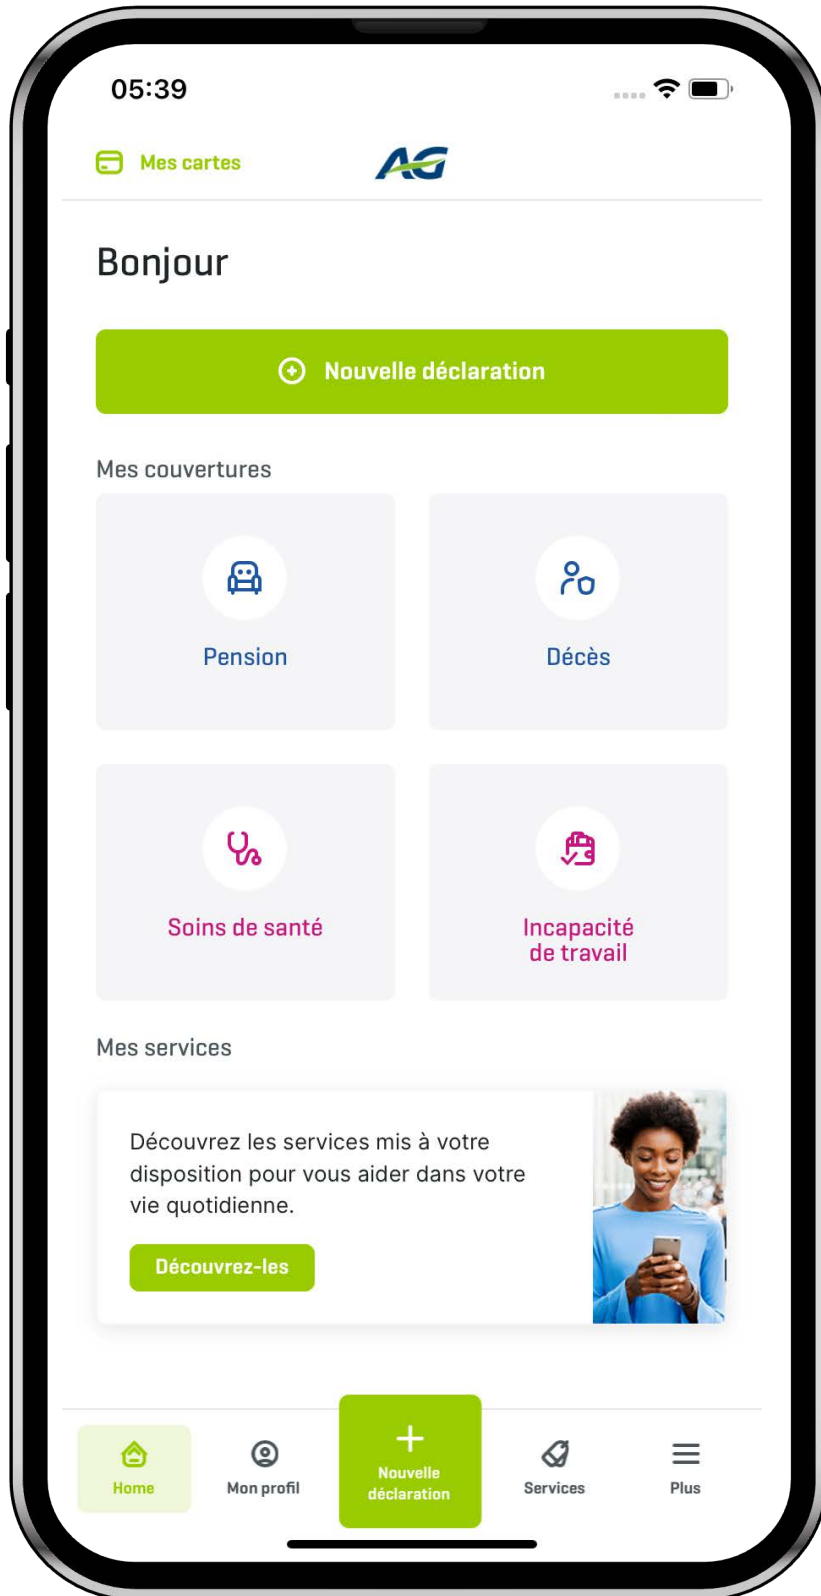 05:39
Mes cartes
AG
Bonjour
Nouvelle déclaration
Mes couvertures
Pension
Décès
Soins de santé
Incapacité
de travail
Mes services
Découvrez les services mis à votre
disposition pour vous aider dans votre
vie quotidienne.
Découvrez-les
Home
Mon profil
Nouvelle
déclaration
Services
Plus